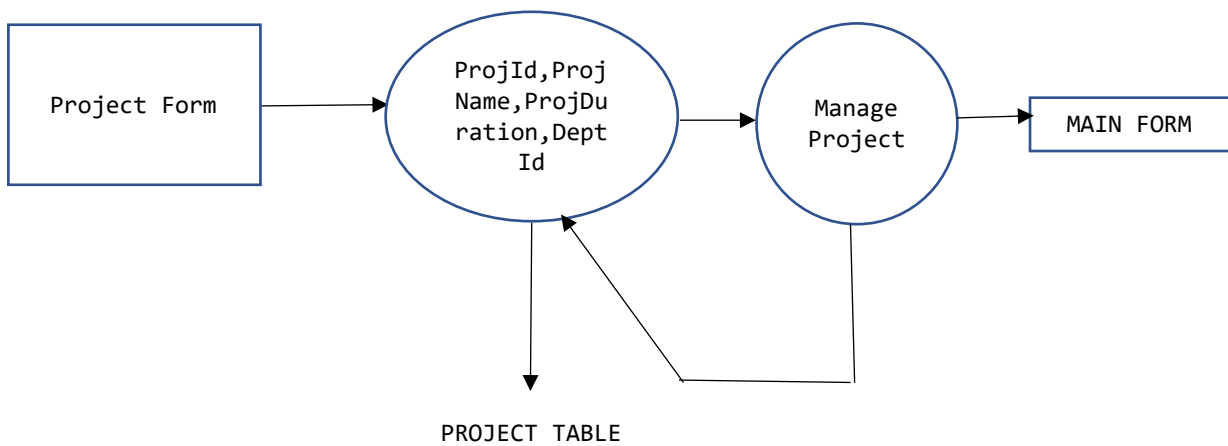 Project Form
ProjId,Proj
Name,ProjDu
ration,Dept
Id
Manage
Project
MAIN FORM
PROJECT TABLE